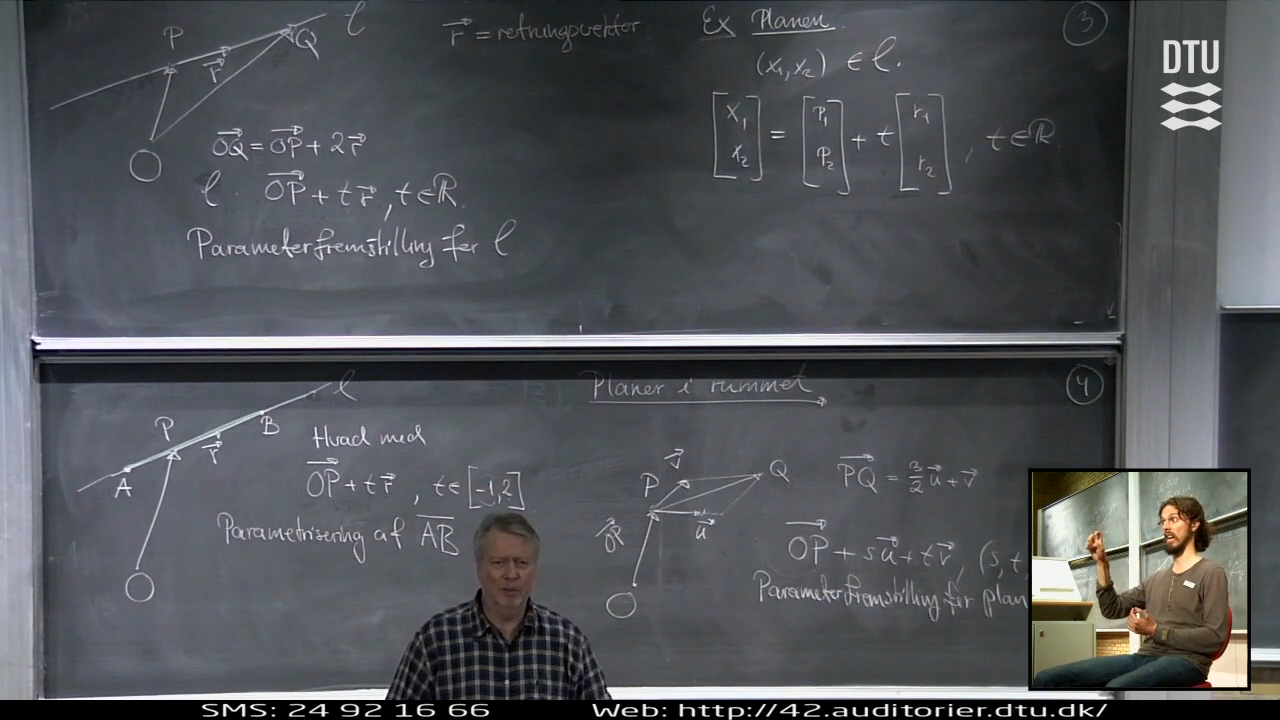 P
r⃗
Q
l
O
r⃗ = retningsvektor
Ex Planen.
(x₁,x₂) ∈ l.
[x₁ x₂] = [p₁ p₂] + t [r₁ r₂], t∈ℝ
3
DTU
OQ⃗ = OP⃗ + 2r⃗
l: OP⃗ + t r⃗, t∈ℝ.
Parameterfremstilling for l
l
P
B
r⃗
A
O
Hvad med
OP⃗ + t r⃗, t∈[-1,2]
Parametrisering af AB
Planer i rummet
4
v⃗
P
Q
u⃗
OP⃗
O
PQ⃗ = 3/2 u⃗ + v⃗
OP⃗ + su⃗ + tv⃗, (s,t
Parameterfremstilling for plan
SMS: 24 92 16 66 Web: http://42.auditorier.dtu.dk/